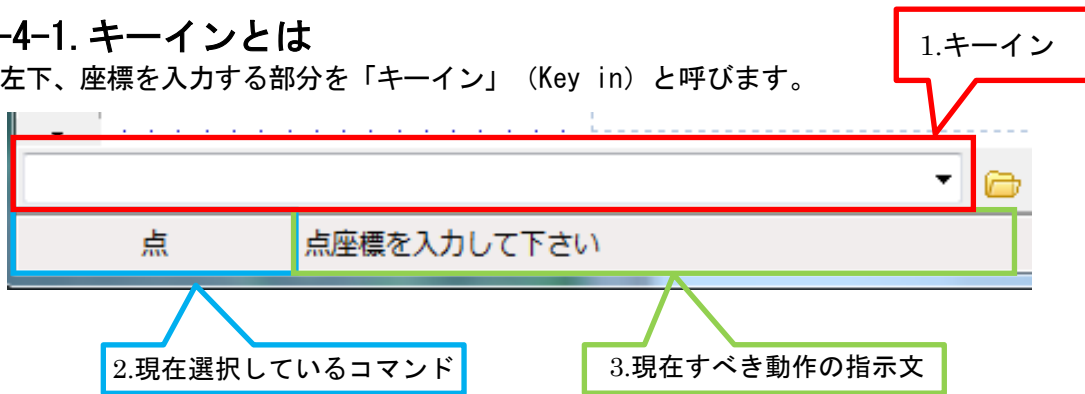 -4-1.キーインとは
1.キーイン
左下、座標を入力する部分を「キーイン」（Key in）と呼びます。
点
点座標を入力して下さい
2.現在選択しているコマンド
3.現在すべき動作の指示文